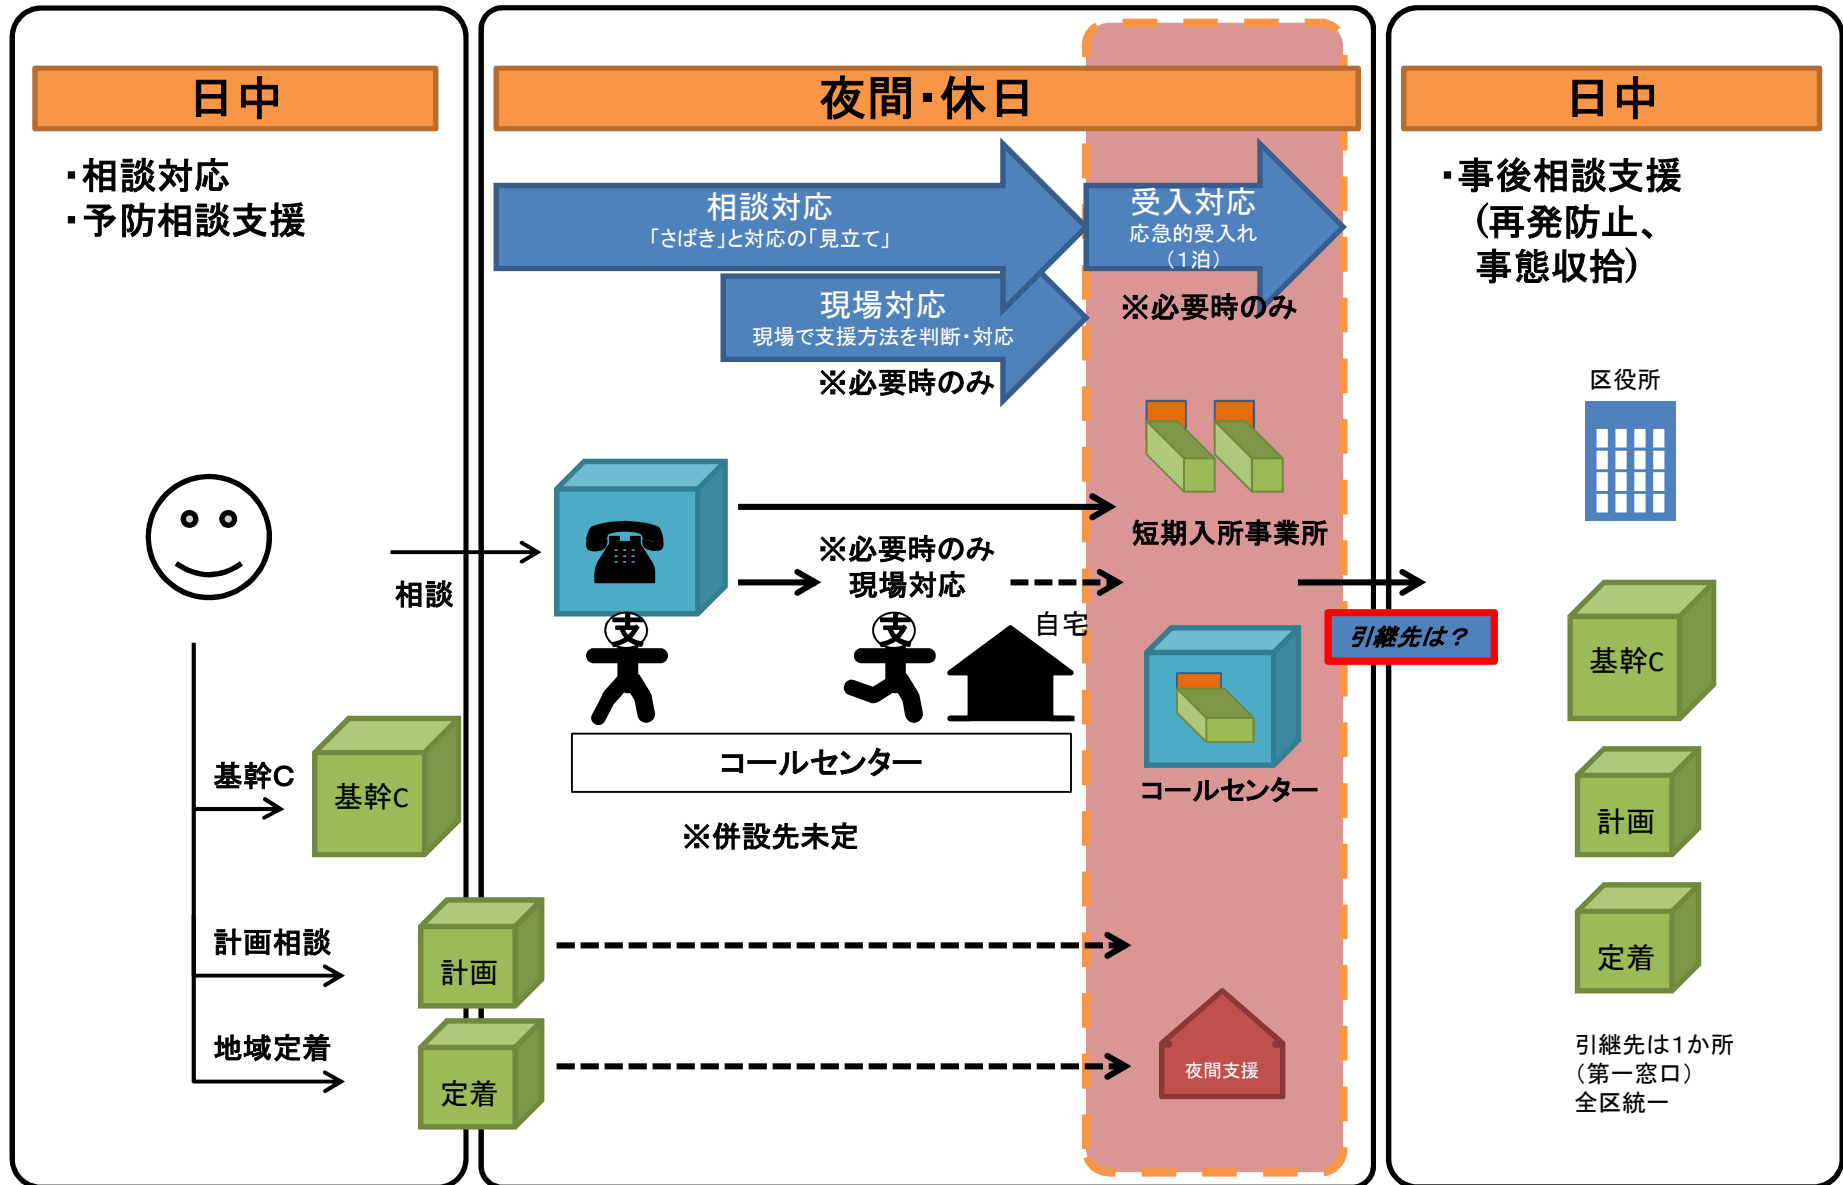 日中
・相談対応
・予防相談支援
相談
基幹C
基幹C
計画相談
計画
地域定着
定着
夜間・休日
相談対応
「さばき」と対応の「見立て」
現場対応
現場で支援方法を判断・対応
※必要時のみ
受入対応
応急的受入れ
(1泊)
※必要時のみ
※必要時のみ
現場対応
支
支
自宅
コールセンター
※併設先未定
短期入所事業所
コールセンター
夜間支援
引継先は?
日中
・事後相談支援
(再発防止、
事態収拾)
区役所
基幹C
計画
定着
引継先は1か所
(第一窓口)
全区統一